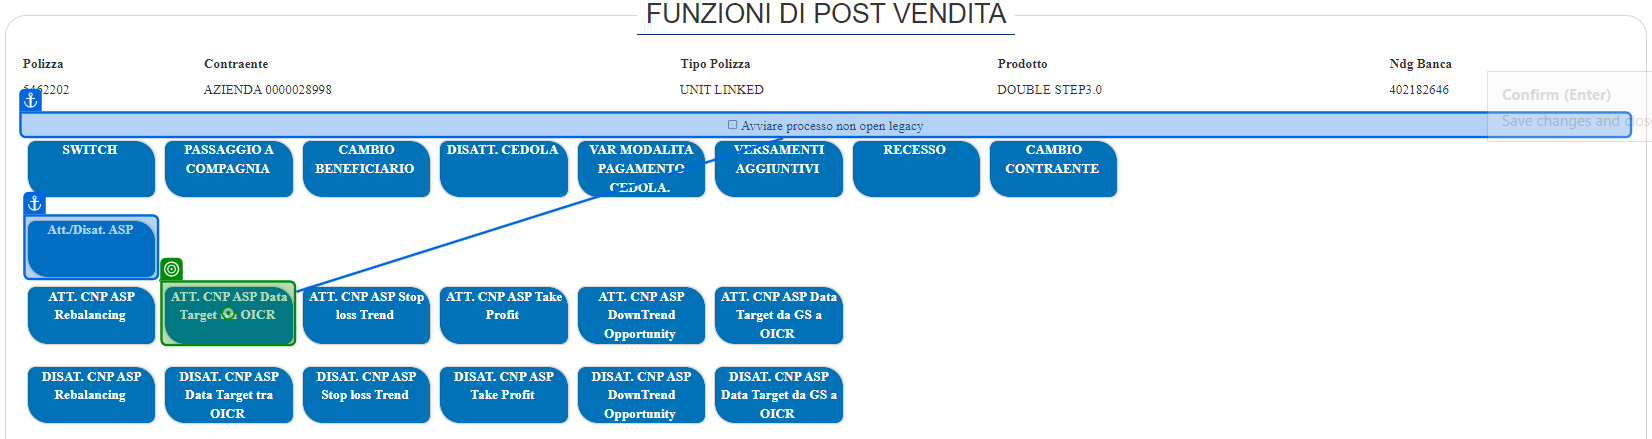 FUNZIONI DI POST VENDITA
Polizza Contraente Tipo Polizza Prodotto Ndg Banca
5462202 AZIENDA 0000028998 UNIT LINKED DOUBLE STEP3.0 402182646
Confirm (Enter)
Save changes and close
Avviare processo non open legacy
SWITCH
PASSAGGIO A
COMPAGNIA
CAMBIO
BENEFICIARIO
DISATT. CEDOLA
VAR MODALITA
PAGAMENTO
CEDOLA.
VERSAMENTI
AGGIUNTIVI
RECESSO
CAMBIO
CONTRAENTE
Att./Disat. ASP
ATT. CNP ASP
Rebalancing
ATT. CNP ASP Data
Target tra OICR
ATT. CNP ASP Stop
loss Trend
ATT. CNP ASP Take
Profit
ATT. CNP ASP
DownTrend
Opportunity
ATT. CNP ASP Data
Target da GS a
OICR
DISAT. CNP ASP
Rebalancing
DISAT. CNP ASP
Data Target tra
OICR
DISAT. CNP ASP
Stop loss Trend
DISAT. CNP ASP
Take Profit
DISAT. CNP ASP
DownTrend
Opportunity
DISAT. CNP ASP
Data Target da GS a
OICR